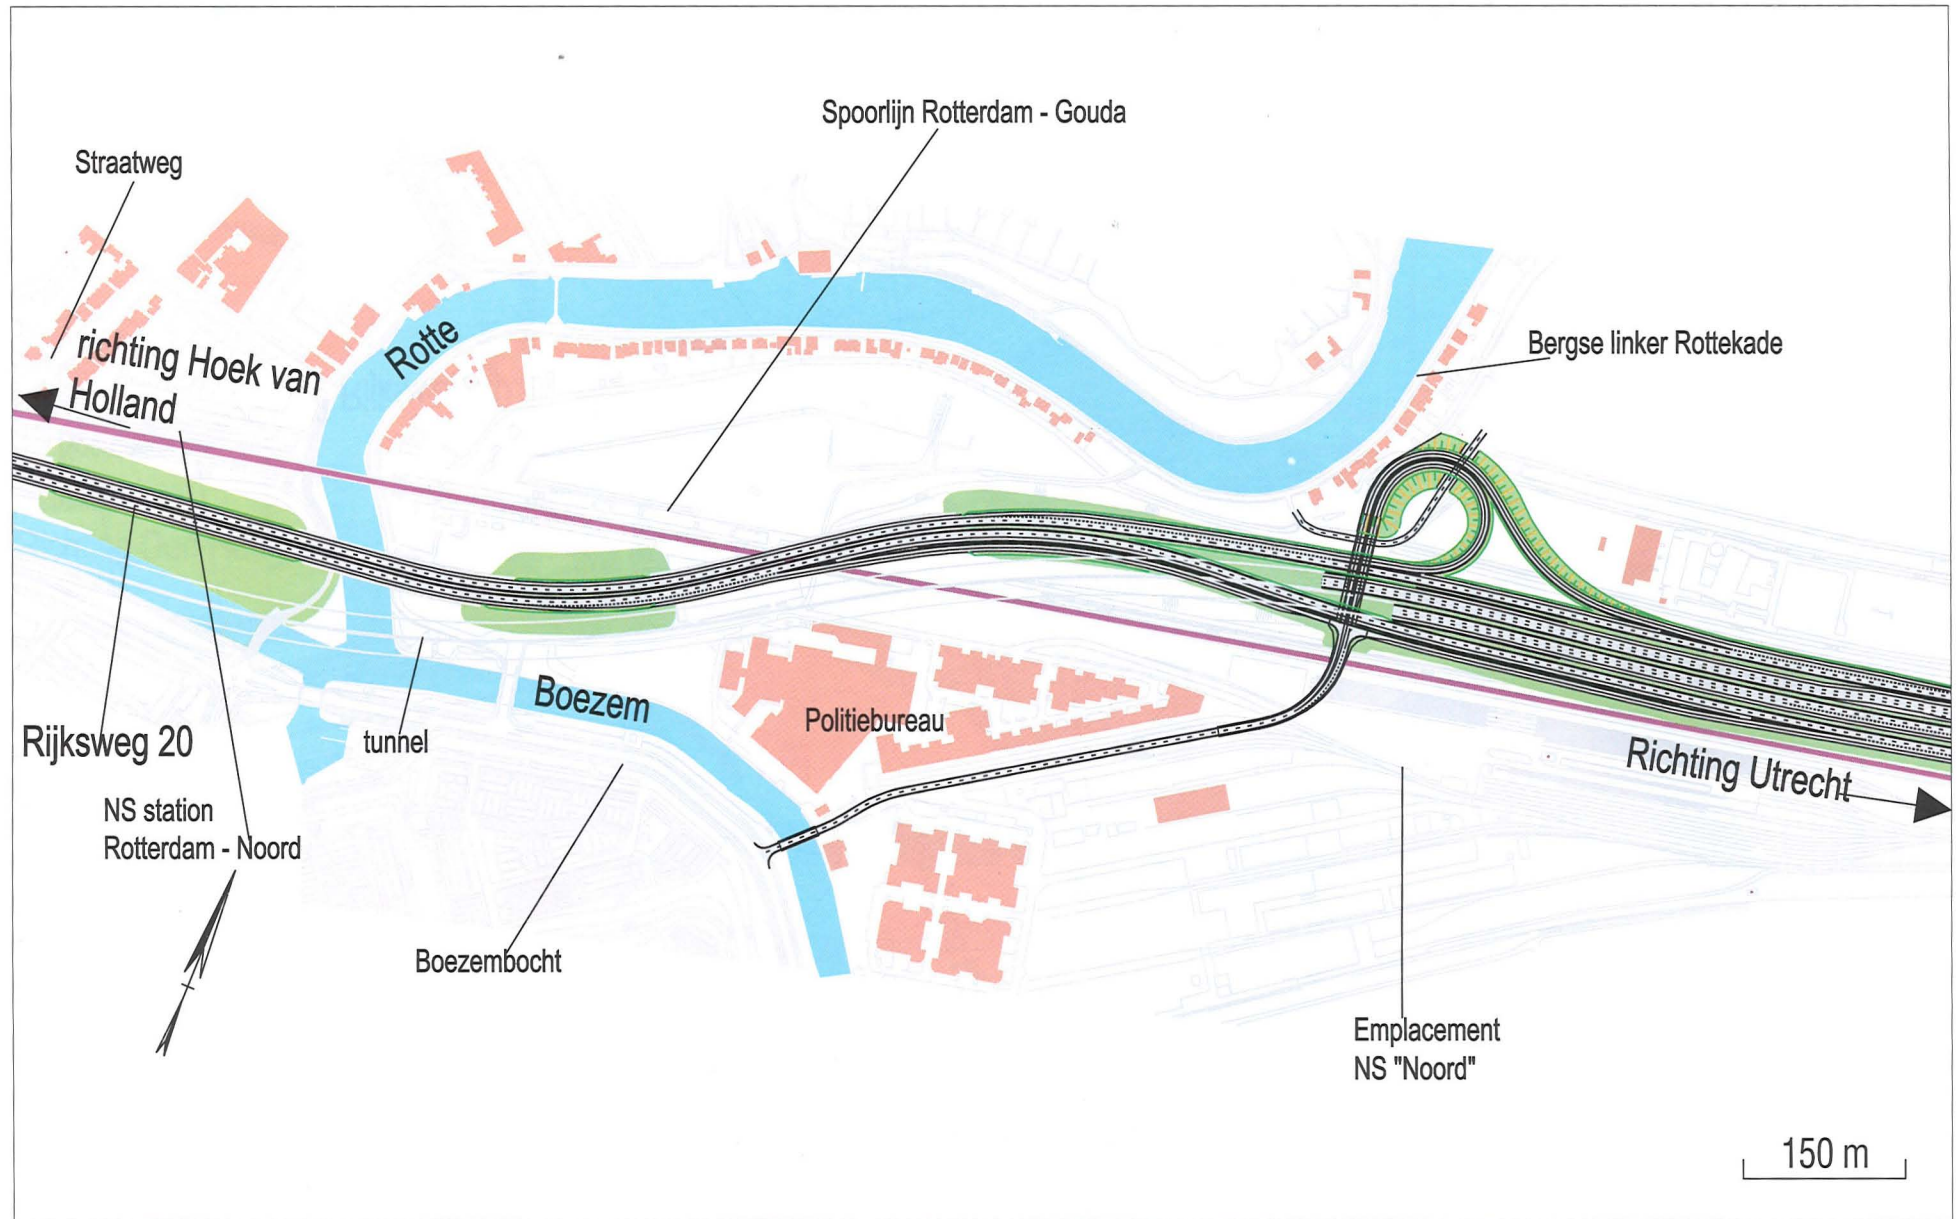 Spoorlijn Rotterdam - Gouda
Straatweg
Rotte
Bergse linker Rottekade
richting Hoek van
Holland
Boezem
Politiebureau
Rijksweg 20
tunnel
Richting Utrecht
NS station
Rotterdam - Noord
Boezembocht
Emplacement
NS "Noord"
150 m